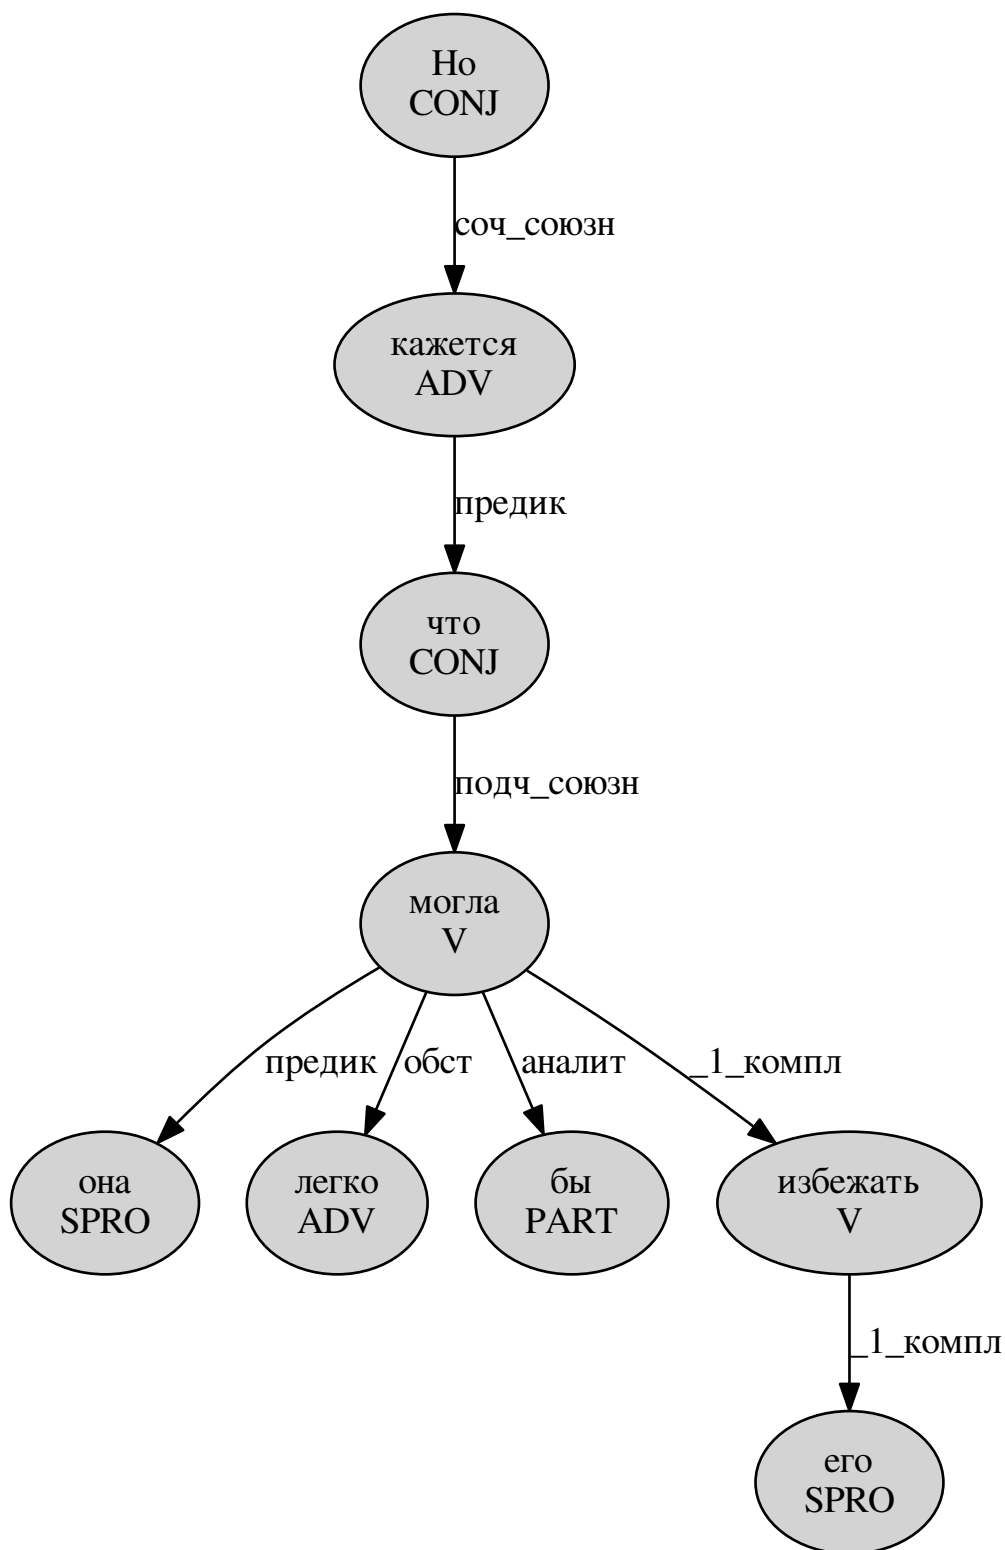 Но
CONJ
соч_союзн
кажется
ADV
предик
что
CONJ
подч_союзн
могла
V
предик
обст
аналит
_1_компл
она
SPRO
легко
ADV
бы
PART
избежать
V
_1_компл
его
SPRO